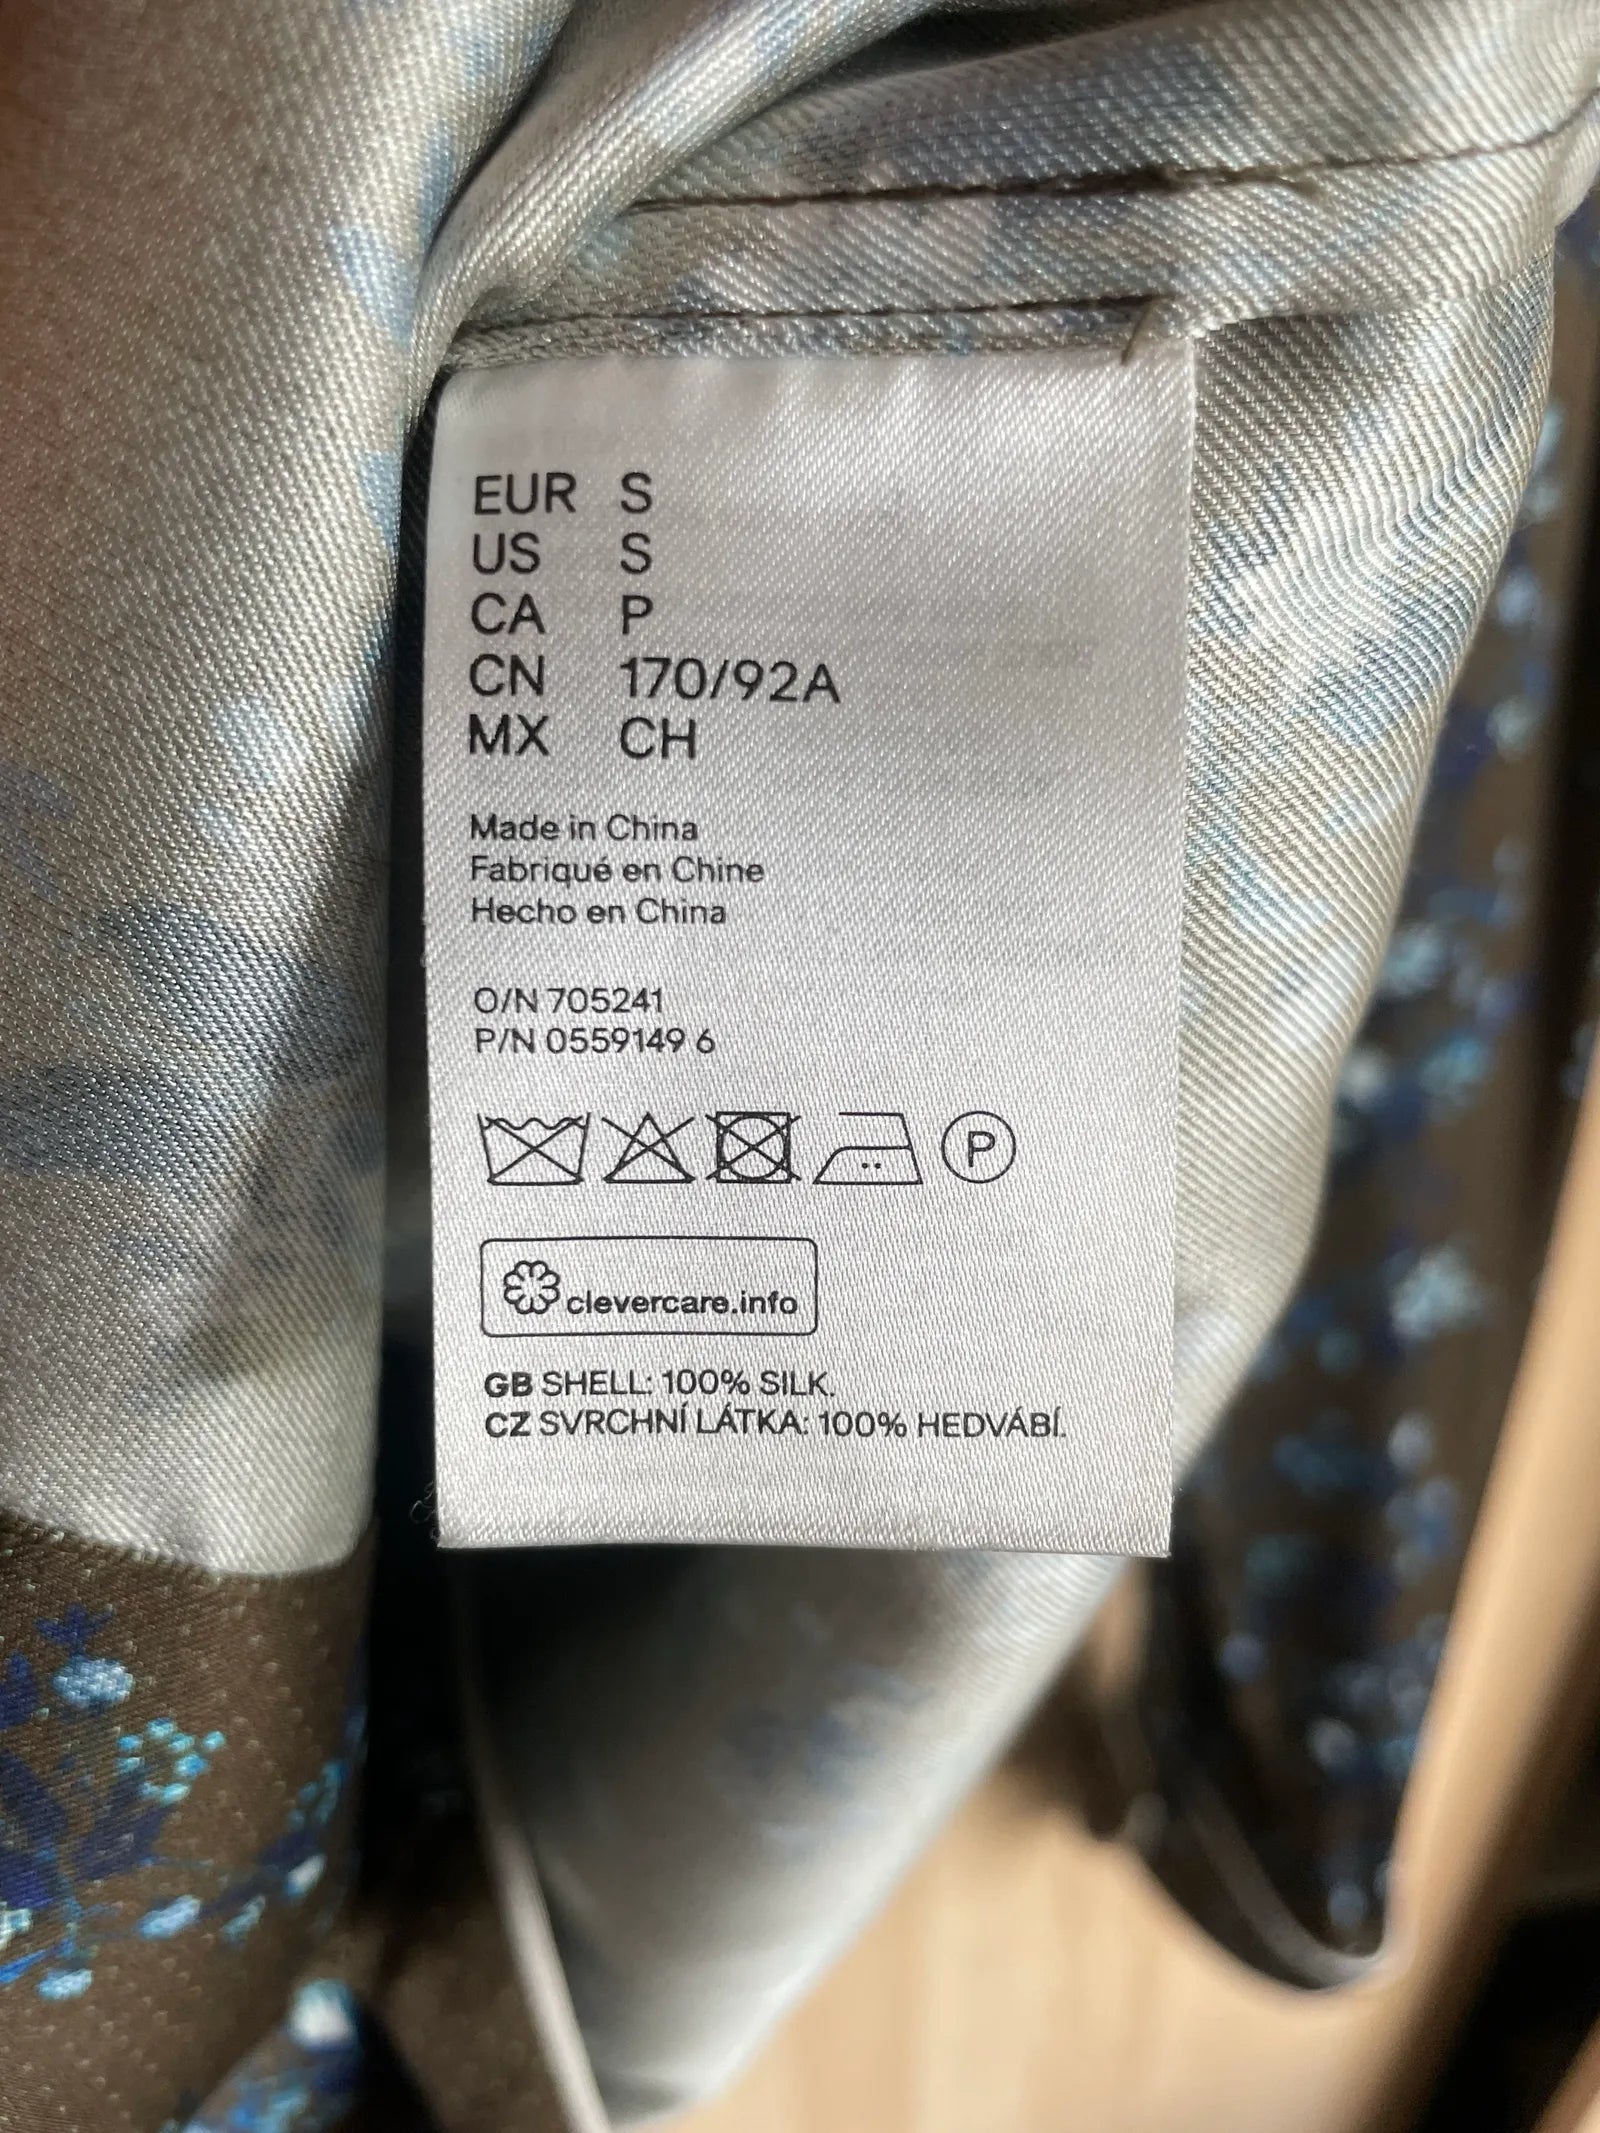 EUR S
US S
CA P
CN 170/92A
MX CH
Made in China
Fabriqué en Chine
Hecho en China
O/N 705241
P/N 0559149 6
P
clevercare.info
GB SHELL: 100% SILK.
CZ SVRCHNÍ LÁTKA: 100% HEDVÁBÍ.